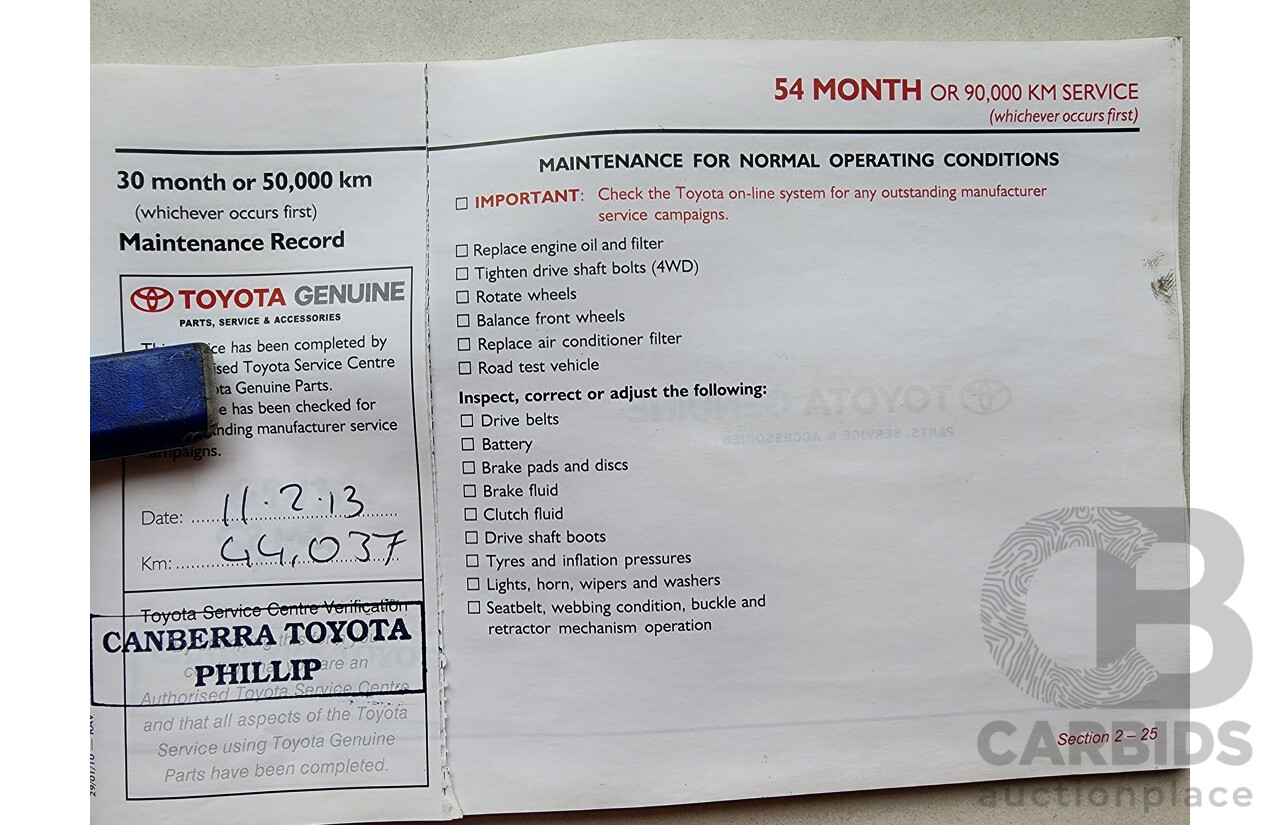 30 month or 50,000 km
(whichever occurs first)
Maintenance Record
TOYOTA GENUINE
PARTS, SERVICE & ACCESSORIES
has been completed by
Toyota Service Centre
Genuine Parts.
has been checked for
manufacturer service
Date: 11.2.13
Km: 44,037
Toyota Service Centre Verification
CANBERRA TOYOTA
PHILLIP
are an
Authorised Toyota Service Centre
and that all aspects of the Toyota
Service using Toyota Genuine
Parts have been completed.
54 MONTH OR 90,000 KM SERVICE
(whichever occurs first)
MAINTENANCE FOR NORMAL OPERATING CONDITIONS
IMPORTANT: Check the Toyota on-line system for any outstanding manufacturer
service campaigns.
Replace engine oil and filter
Tighten drive shaft bolts (4WD)
Rotate wheels
Balance front wheels
Replace air conditioner filter
Road test vehicle
Inspect, correct or adjust the following:
Drive belts
Battery
Brake pads and discs
Brake fluid
Clutch fluid
Drive shaft boots
Tyres and inflation pressures
Lights, horn, wipers and washers
Seatbelt, webbing condition, buckle and
retractor mechanism operation
Section 2 – 25
CB
CARBIDS
auctionplace